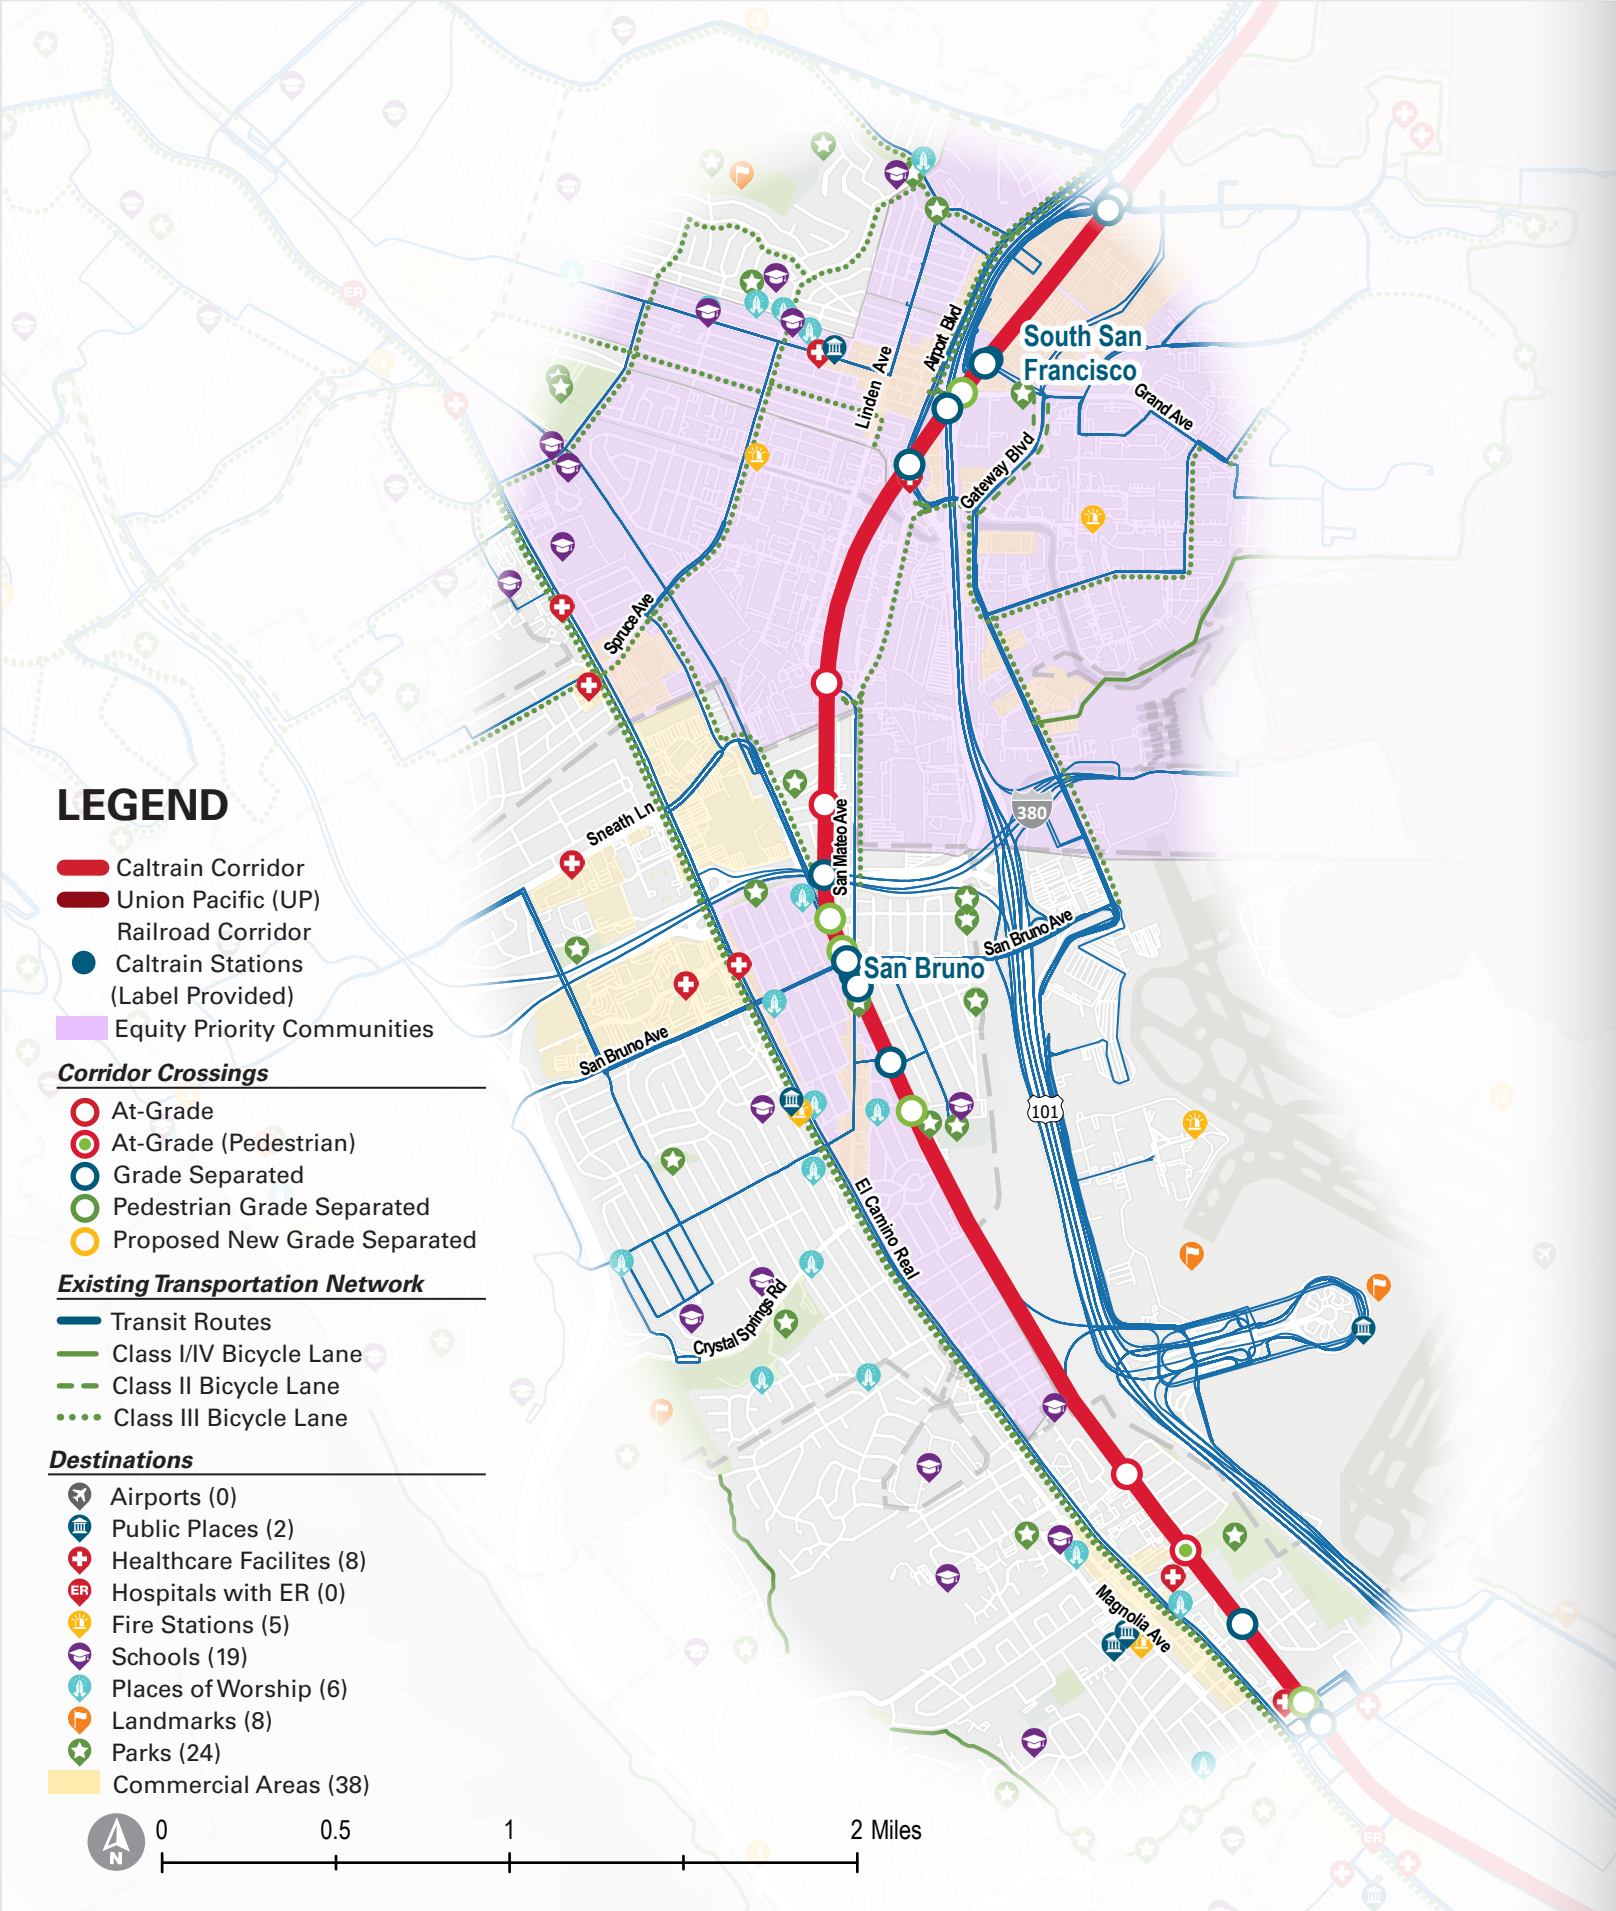 South San
Francisco
Airport Blvd
Linden Ave
Grand Ave
Gateway Blvd
Spruce Ave
380
Sneath Ln
San Mateo Ave
San Bruno Ave
San Bruno
San Bruno Ave
101
El Camino Real
Crystal Springs Rd
Magnolia Ave
ER
ER
LEGEND
Caltrain Corridor
Union Pacific (UP)
Railroad Corridor
Caltrain Stations
(Label Provided)
Equity Priority Communities
Corridor Crossings
At-Grade
At-Grade (Pedestrian)
Grade Separated
Pedestrian Grade Separated
Proposed New Grade Separated
Existing Transportation Network
Transit Routes
Class I/IV Bicycle Lane
Class II Bicycle Lane
Class III Bicycle Lane
Destinations
Airports (0)
Public Places (2)
Healthcare Facilites (8)
ER Hospitals with ER (0)
Fire Stations (5)
Schools (19)
Places of Worship (6)
Landmarks (8)
Parks (24)
Commercial Areas (38)
N
0 0.5 1 2 Miles